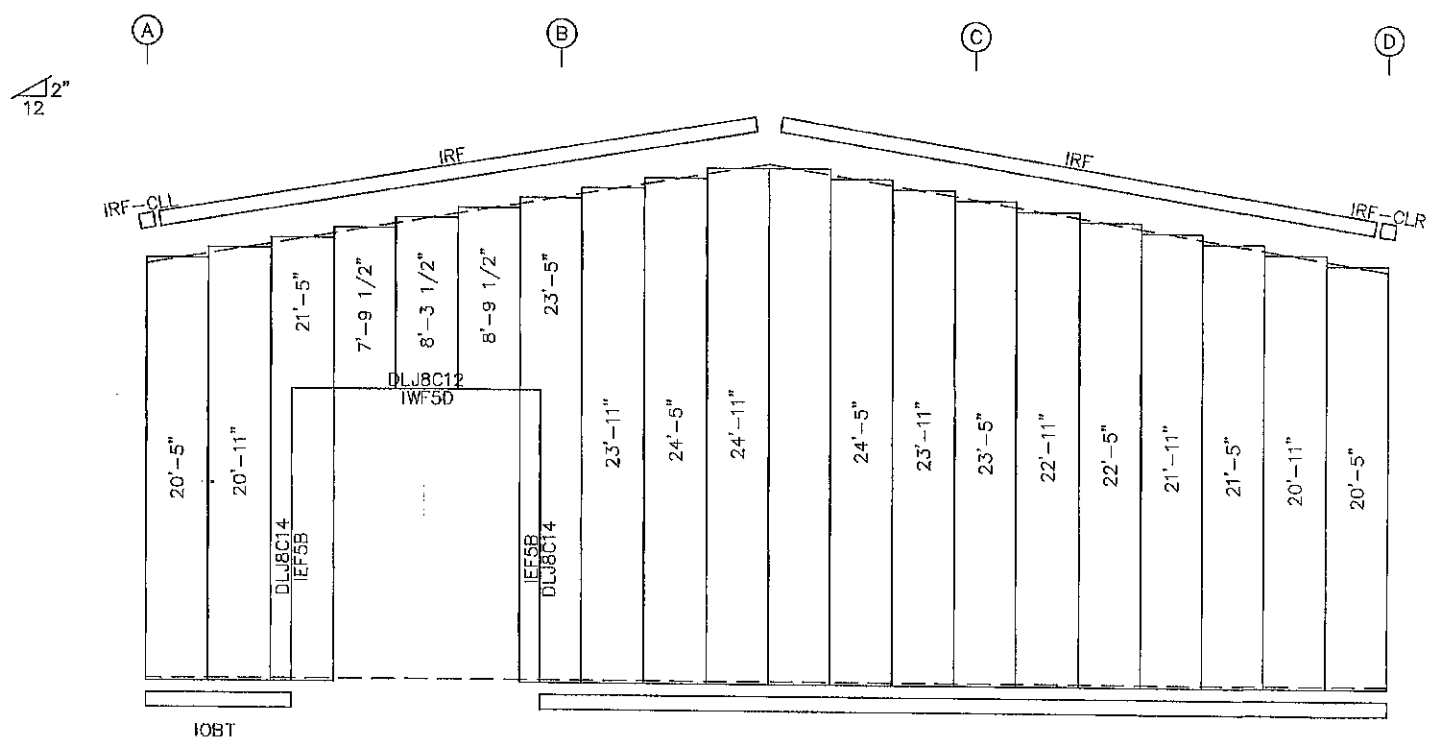 A
B
C
D
2"
12
IRF
IRF
IRF-CLL
IRF-CLR
21'-5"
7'-9 1/2"
8'-3 1/2"
8'-9 1/2"
23'-5"
DLJ8C12
IWF5D
20'-5"
20'-11"
23'-11"
24'-5"
24'-11"
24'-5"
23'-11"
23'-5"
22'-11"
22'-5"
21'-11"
21'-5"
20'-11"
20'-5"
DLJ8C14
IEF5B
IEF5B
DLJ8C14
IOBT